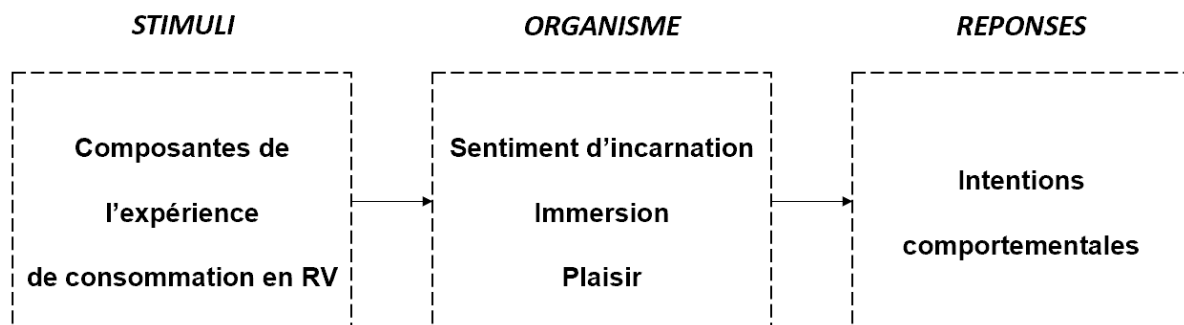 STIMULI
ORGANISME
REPONSES
Composantes de
l'expérience
de consommation en RV
Sentiment d'incarnation
Immersion
Plaisir
Intentions
comportementales